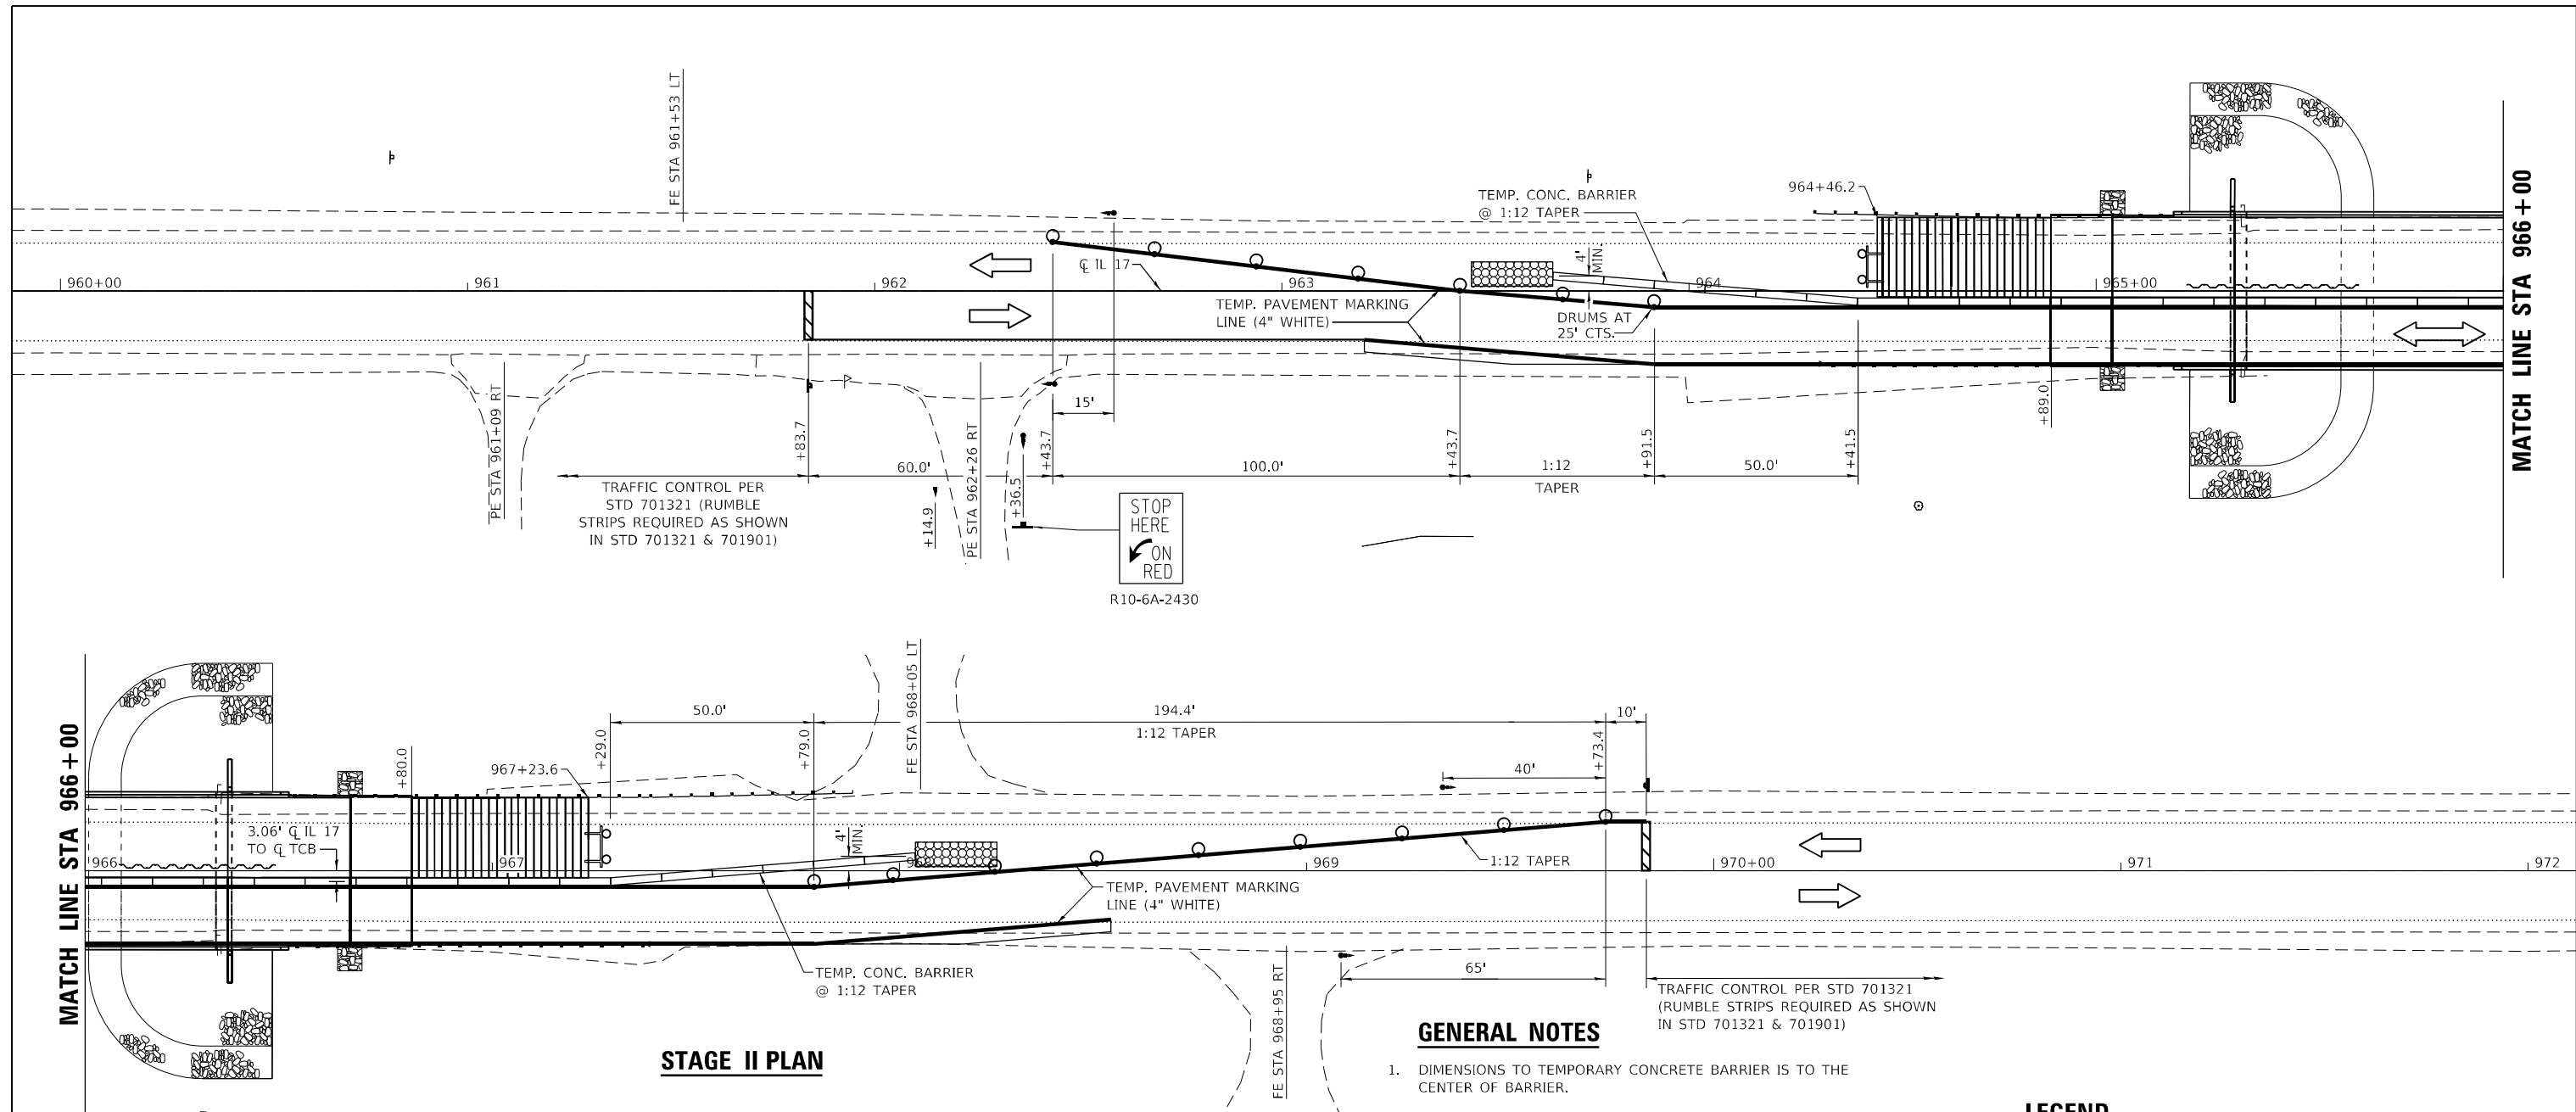 FE STA 961+53 LT
TEMP. CONC. BARRIER
@ 1:12 TAPER
4'
MIN.
964+46.2
MATCH LINE STA 966+00
℄ IL 17
960+00
961
962
963
964
965+00
TEMP. PAVEMENT MARKING
LINE (4" WHITE)
DRUMS AT
25' CTS.
PE STA 961+09 RT
+83.7
15'
+43.7
+43.7
+91.5
+41.5
+89.0
60.0'
100.0'
1:12
TAPER
50.0'
TRAFFIC CONTROL PER
STD 701321 (RUMBLE
STRIPS REQUIRED AS SHOWN
IN STD 701321 & 701901)
+14.9
PE STA 962+26 RT
+36.5
STOP
HERE
ON
RED
R10-6A-2430
MATCH LINE STA 966+00
FE STA 968+05 LT
50.0'
194.4'
1:12 TAPER
10'
+80.0
+29.0
+79.0
+73.4
967+23.6
40'
3.06' ℄ IL 17
TO ℄ TCB
4'
MIN.
966
967
968
969
970+00
971
972
1:12 TAPER
TEMP. PAVEMENT MARKING
LINE (4" WHITE)
TEMP. CONC. BARRIER
@ 1:12 TAPER
65'
FE STA 968+95 RT
TRAFFIC CONTROL PER STD 701321
(RUMBLE STRIPS REQUIRED AS SHOWN
IN STD 701321 & 701901)
STAGE II PLAN
GENERAL NOTES
1. DIMENSIONS TO TEMPORARY CONCRETE BARRIER IS TO THE
CENTER OF BARRIER.
LEGEND